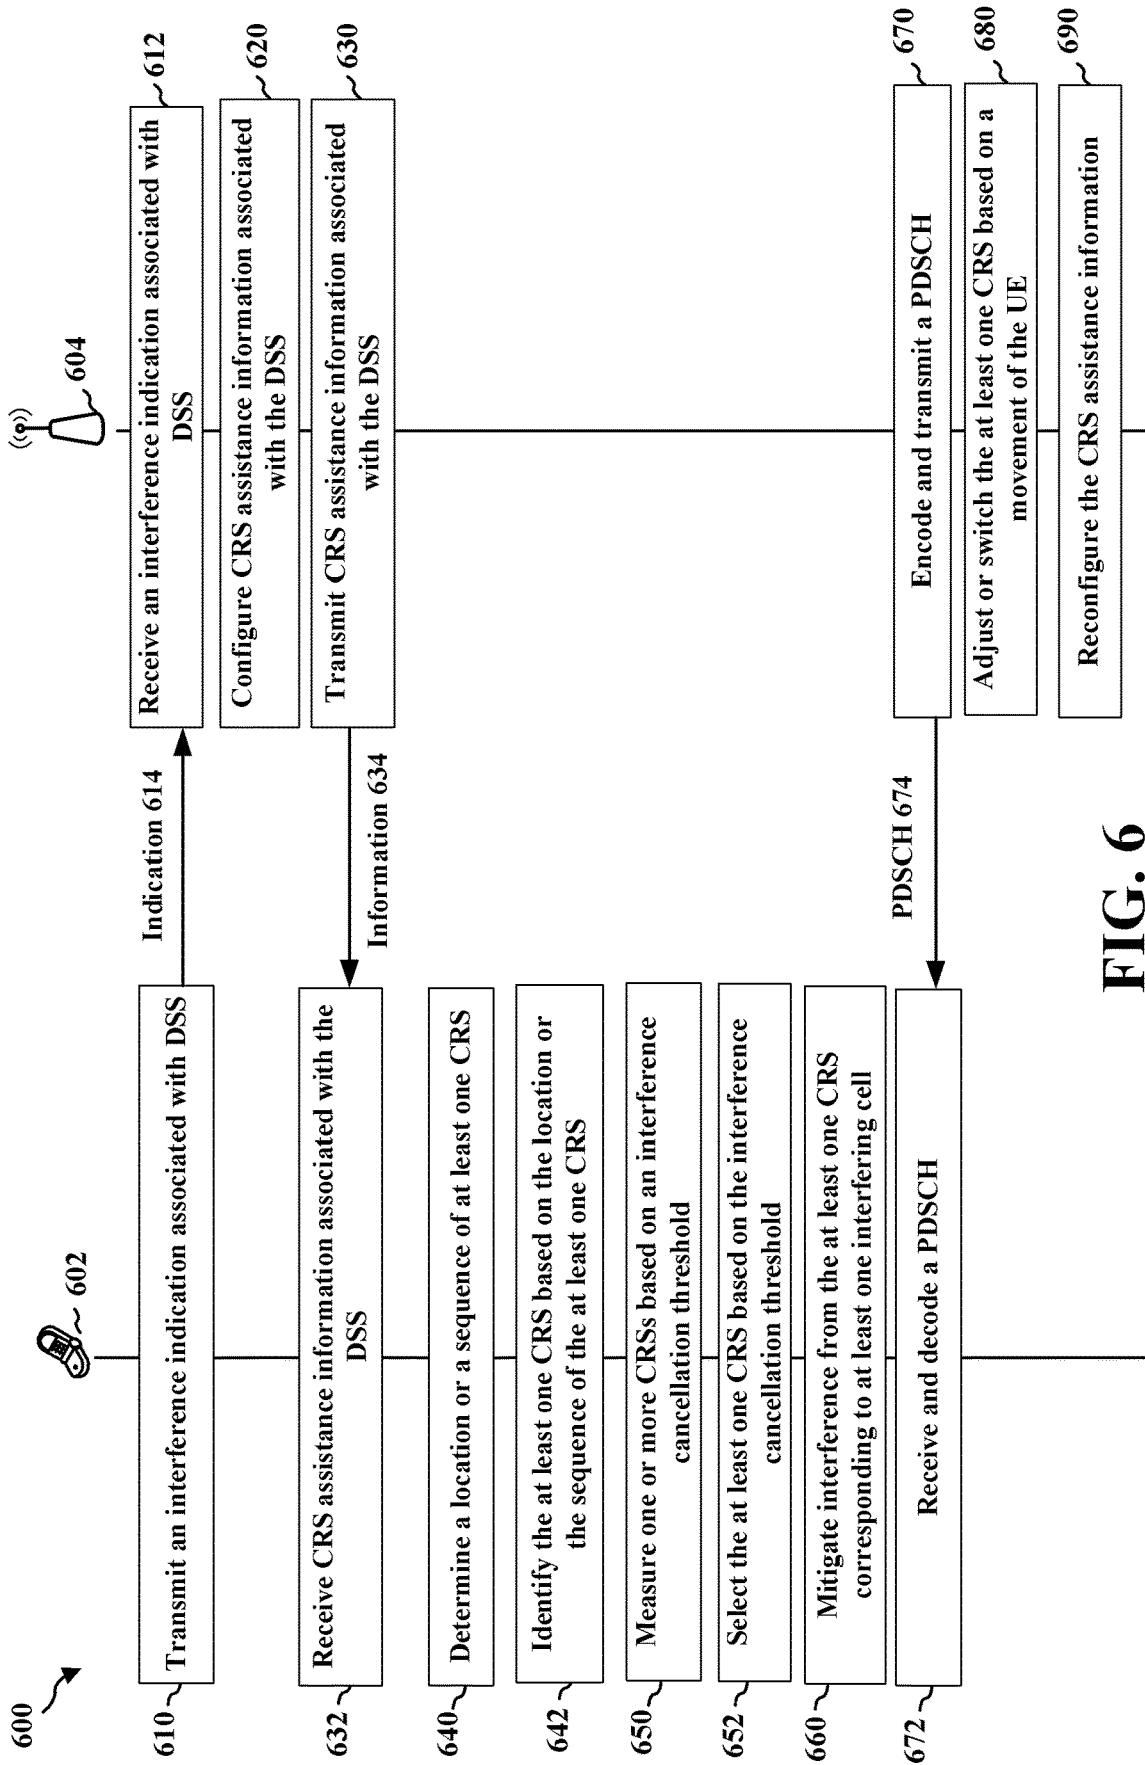 600
602
604
610
Transmit an interference indication associated with DSS
Indication 614
Receive an interference indication associated with
DSS
612
Configure CRS assistance information associated
with the DSS
620
Transmit CRS assistance information associated
with the DSS
630
Information 634
632
Receive CRS assistance information associated with the
DSS
640
Determine a location or a sequence of at least one CRS
642
Identify the at least one CRS based on the location or
the sequence of the at least one CRS
650
Measure one or more CRSs based on an interference
cancellation threshold
652
Select the at least one CRS based on the interference
cancellation threshold
660
Mitigate interference from the at least one CRS
corresponding to at least one interfering cell
672
Receive and decode a PDSCH
PDSCH 674
Encode and transmit a PDSCH
670
Adjust or switch the at least one CRS based on a
movement of the UE
680
Reconfigure the CRS assistance information
690
FIG. 6